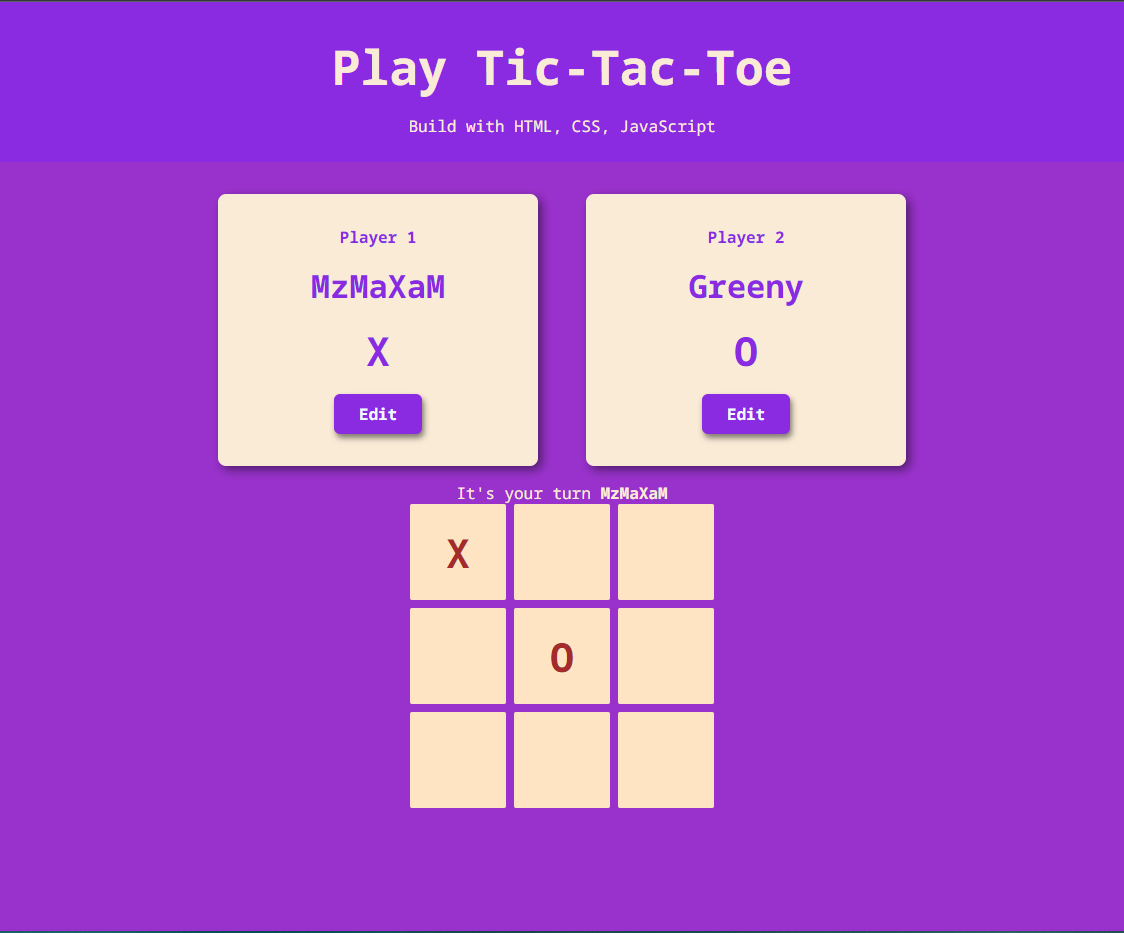 Play Tic-Tac-Toe
Build with HTML, CSS, JavaScript
Player 1
MzMaXaM
X
Edit
Player 2
Greeny
O
Edit
It's your turn MzMaXaM
X
O